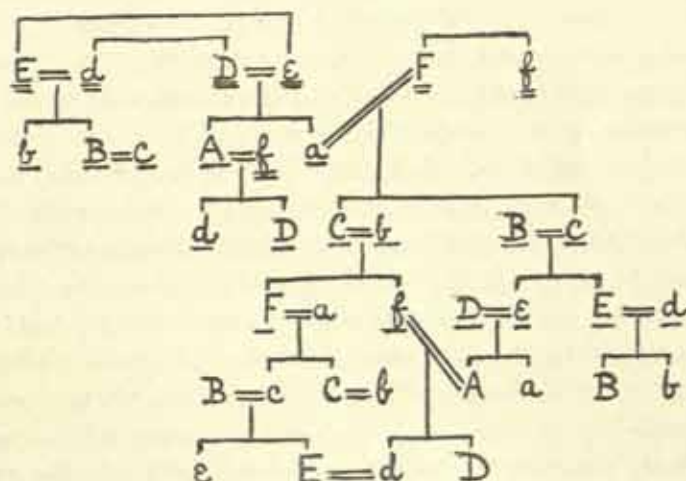 E = d D = ε F f
b B = c A = f a
d D C = b B = c
F = a f D = ε E = d
B = c C = b A a B b
ε E = d D